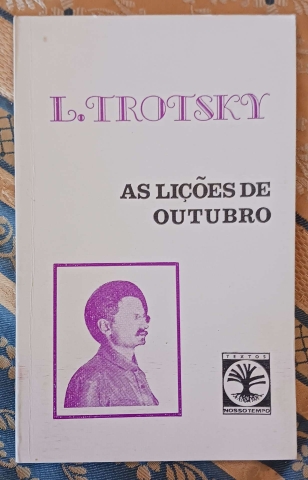 L. TROTSKY
AS LIÇÕES DE
OUTUBRO
TEXTOS
NOSSO TEMPO